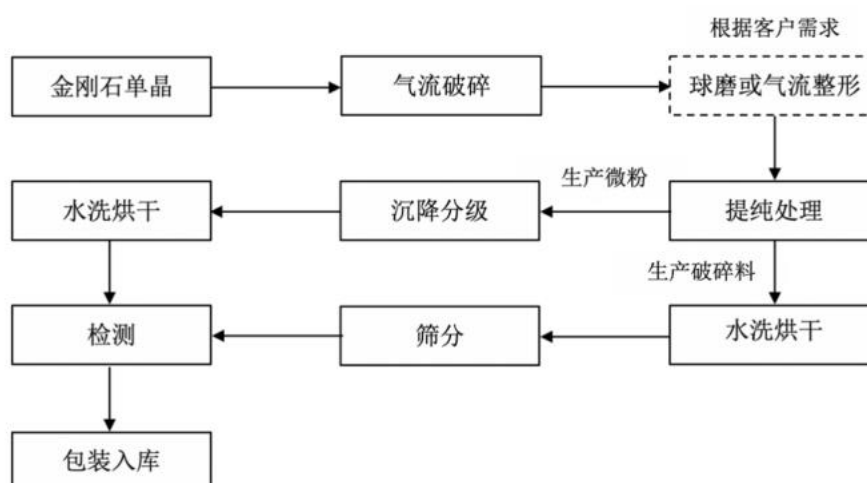 根据客户需求
金刚石单晶
气流破碎
球磨或气流整形
生产微粉
水洗烘干
沉降分级
提纯处理
生产破碎料
检测
筛分
水洗烘干
包装入库